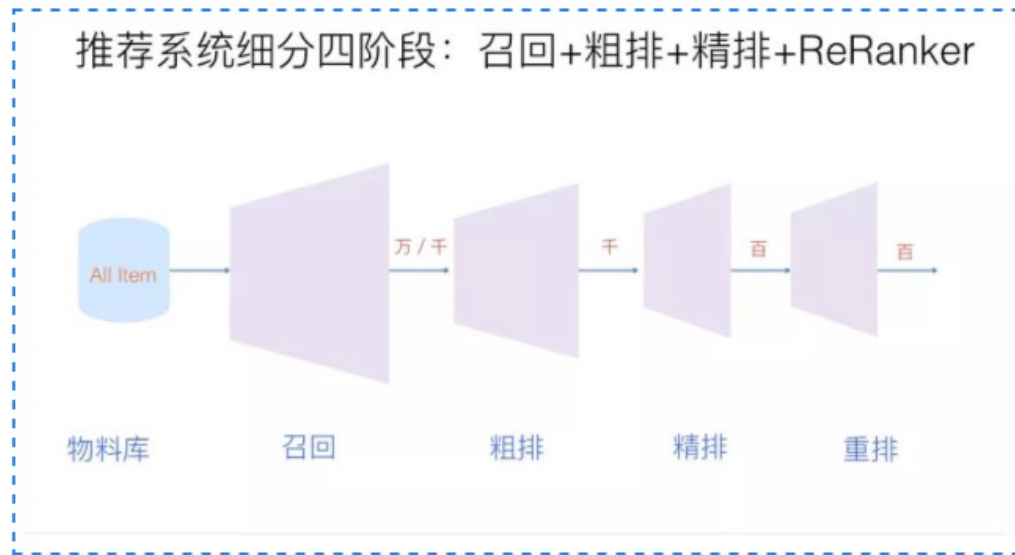 推荐系统细分四阶段：召回+粗排+精排+ReRanker
万/千
千
百
百
All Item
物料库
召回
粗排
精排
重排